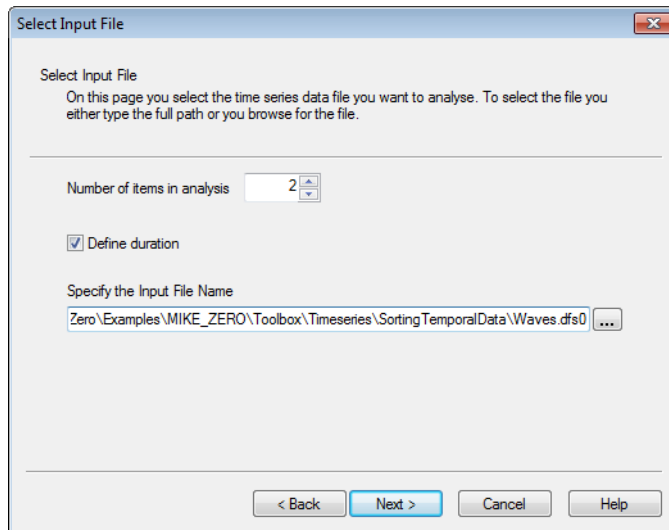 Select Input File
Select Input File
On this page you select the time series data file you want to analyse. To select the file you
either type the full path or you browse for the file.
Number of items in analysis 2
Define duration
Specify the Input File Name
Zero\Examples\MIKE_ZERO\Toolbox\Timeseries\SortingTemporalData\Waves.dfs0 ...
< Back Next > Cancel Help